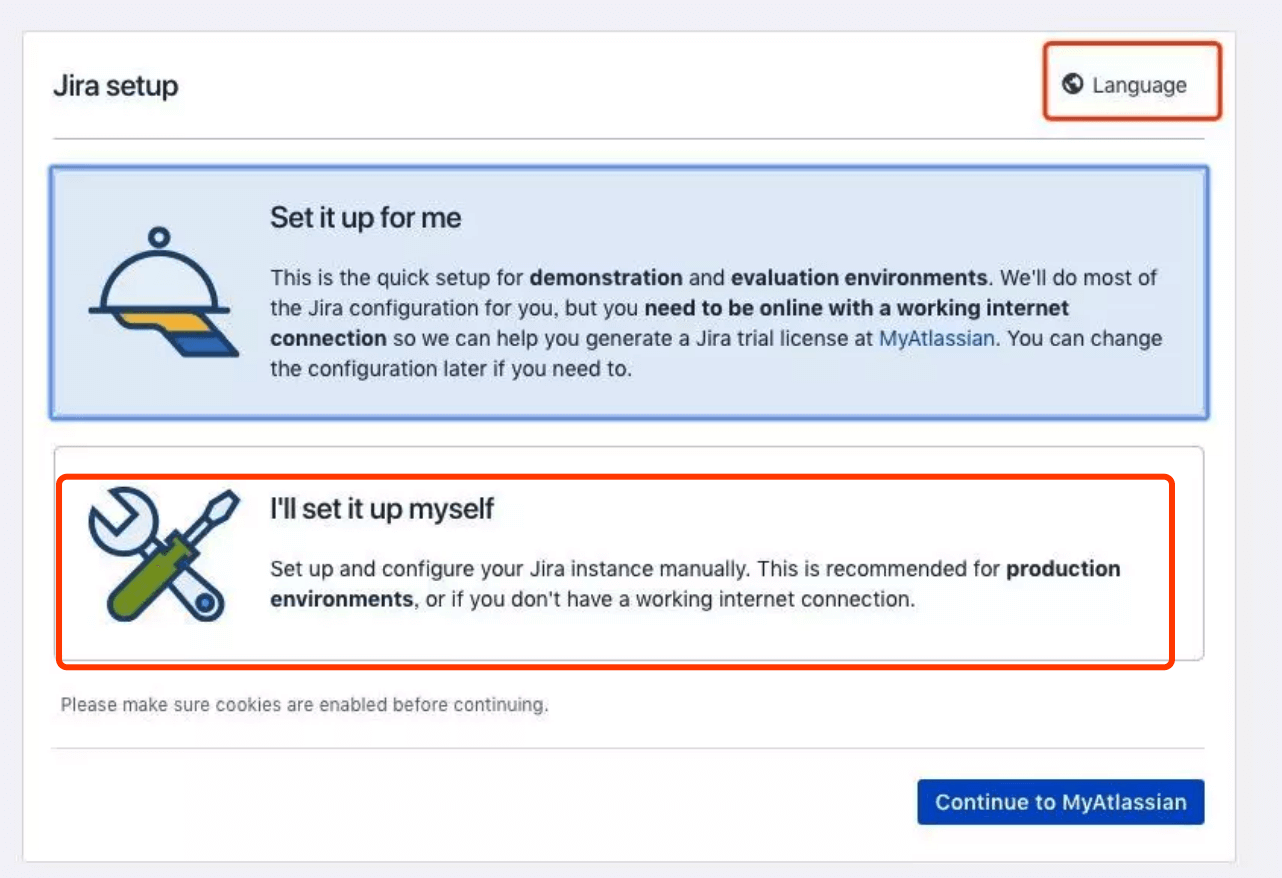 Jira setup
Language
Set it up for me
This is the quick setup for demonstration and evaluation environments. We'll do most of
the Jira configuration for you, but you need to be online with a working internet
connection so we can help you generate a Jira trial license at MyAtlassian. You can change
the configuration later if you need to.
I'll set it up myself
Set up and configure your Jira instance manually. This is recommended for production
environments, or if you don't have a working internet connection.
Please make sure cookies are enabled before continuing.
Continue to MyAtlassian